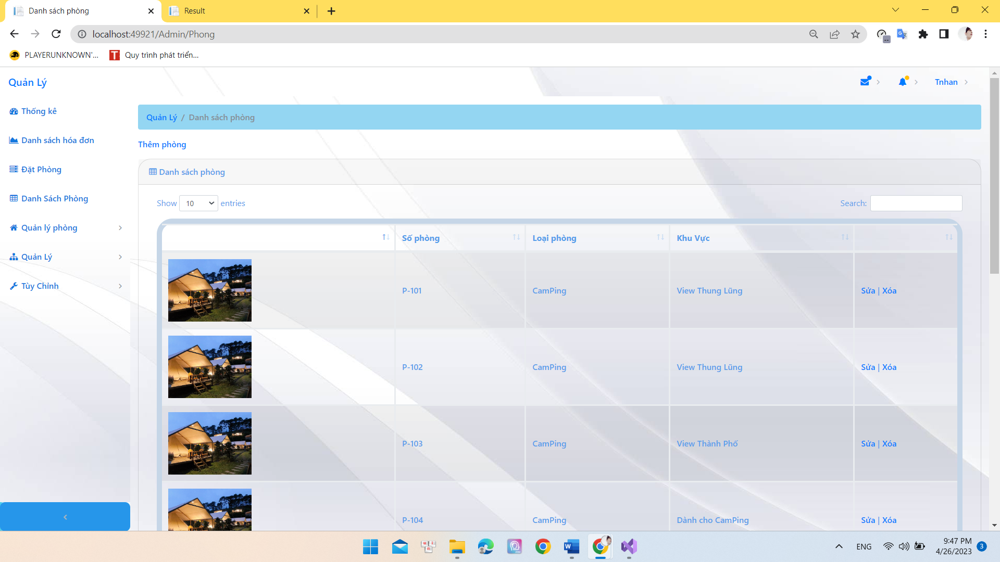 Danh sách phòng
Result
localhost:49921/Admin/Phong
PLAYERUNKNOWN'...
Quy trình phát triển...
Quản Lý
Tnhan
Thống kê
Danh sách hóa đơn
Đặt Phòng
Danh Sách Phòng
Quản lý phòng
Quản Lý
Tùy Chỉnh
Quản Lý / Danh sách phòng
Thêm phòng
Danh sách phòng
Show 10 entries
Search:
Số phòng Loại phòng Khu Vực
P-101 CamPing View Thung Lũng Sửa | Xóa
P-102 CamPing View Thung Lũng Sửa | Xóa
P-103 CamPing View Thành Phố Sửa | Xóa
P-104 CamPing Dành cho CamPing Sửa | Xóa
ENG
9:47 PM
4/26/2023
3